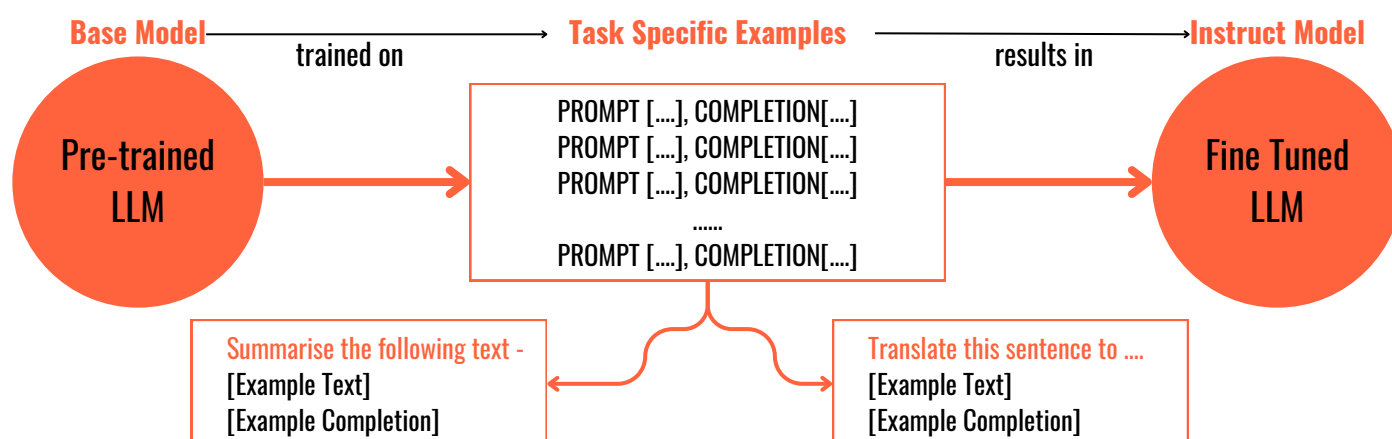 Base Model
trained on
Task Specific Examples
results in
Instruct Model
Pre-trained
LLM
PROMPT [....], COMPLETION[....]
PROMPT [....], COMPLETION[....]
PROMPT [....], COMPLETION[....]
......
PROMPT [....], COMPLETION[....]
Fine Tuned
LLM
Summarise the following text -
[Example Text]
[Example Completion]
Translate this sentence to ....
[Example Text]
[Example Completion]